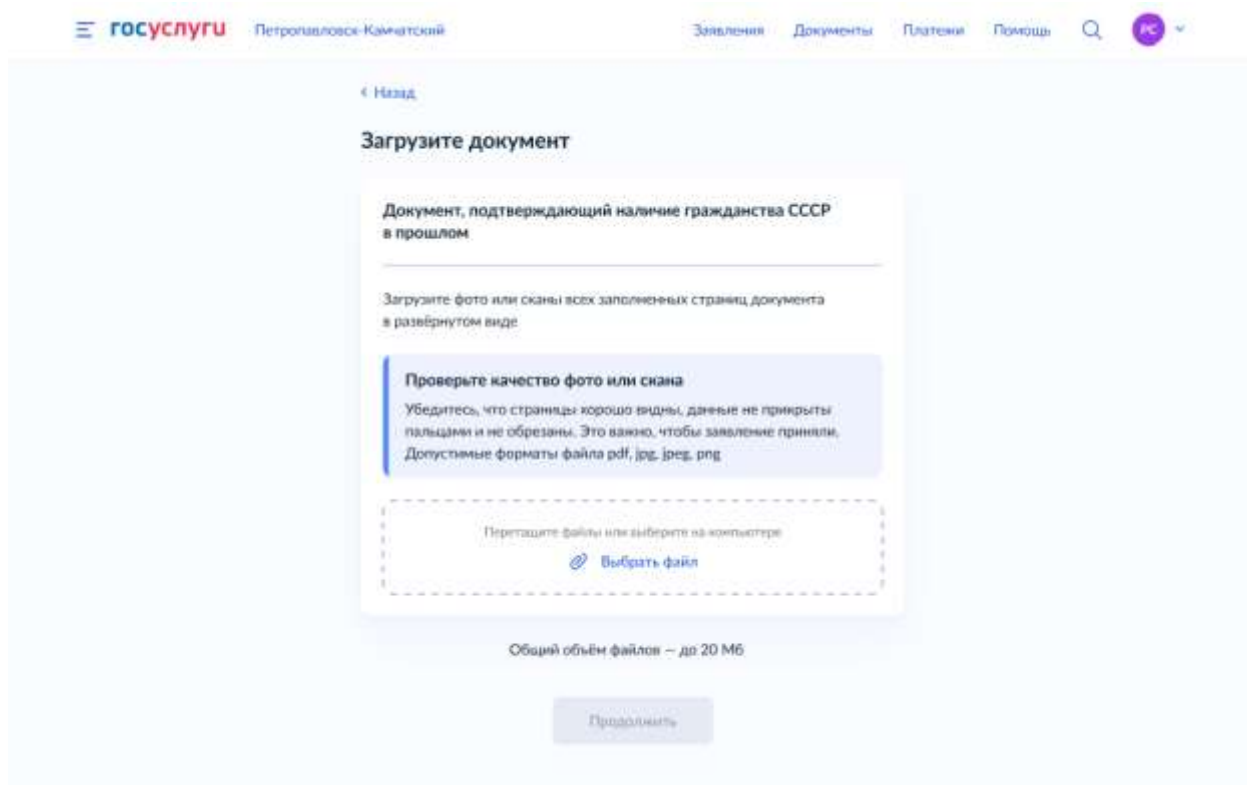 госуслуги Петропавловск-Камчатский Заявления Документы Платежи Помощь РС
Назад
Загрузите документ
Документ, подтверждающий наличие гражданства СССР
в прошлом
Загрузите фото или сканы всех заполненных страниц документа
в развёрнутом виде
Проверьте качество фото или скана
Убедитесь, что страницы хорошо видны, данные не прикрыты
пальцами и не обрезаны. Это важно, чтобы заявление приняли.
Допустимые форматы файла pdf, jpg, jpeg, png
Перетащите файлы или выберите на компьютере
Выбрать файл
Общий объём файлов — до 20 Мб
Продолжить